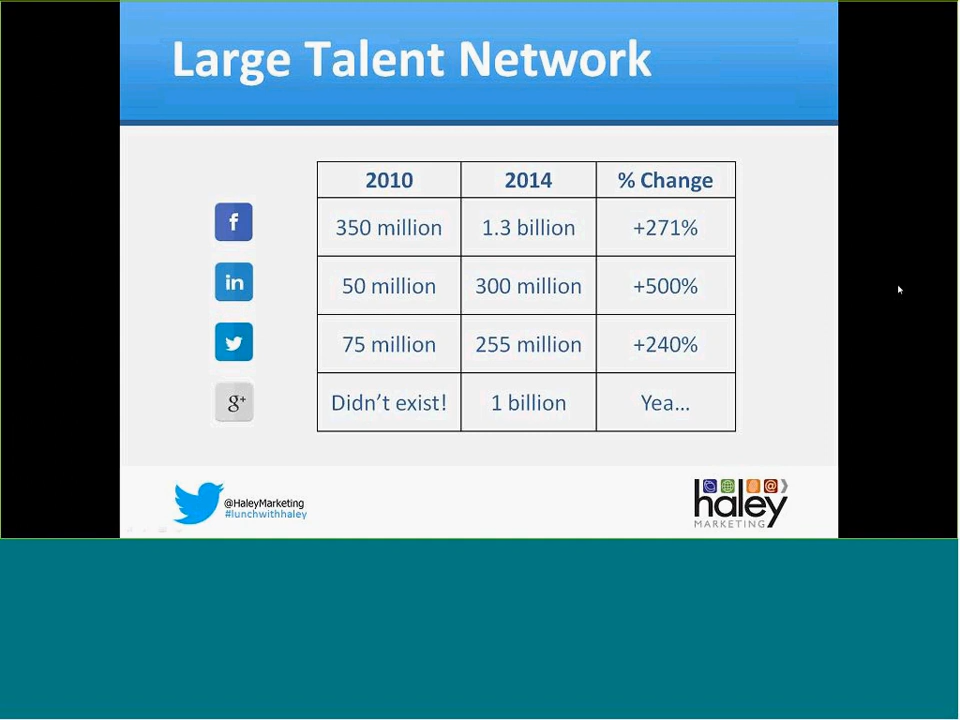 Large Talent Network
2010 2014 % Change
f 350 million 1.3 billion +271%
in 50 million 300 million +500%
75 million 255 million +240%
g+ Didn't exist! 1 billion Yea...
@HaleyMarketing
#lunchwithhaley
@
haley
MARKETING